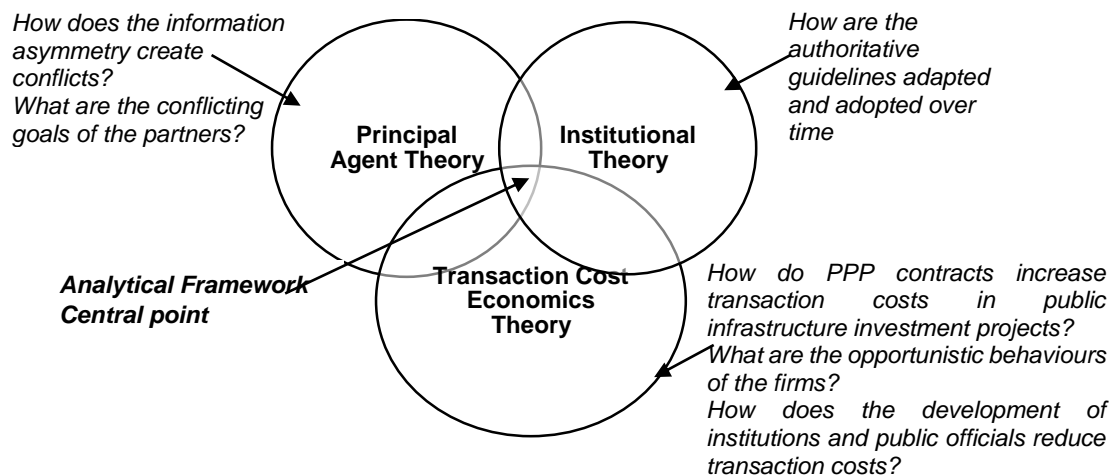 How does the information
asymmetry create
conflicts?
What are the conflicting
goals of the partners?
How are the
authoritative
guidelines adapted
and adopted over
time
Principal
Agent Theory
Institutional
Theory
Analytical Framework
Central point
Transaction Cost
Economics
Theory
How do PPP contracts increase
transaction costs in public
infrastructure investment projects?
What are the opportunistic behaviours
of the firms?
How does the development of
institutions and public officials reduce
transaction costs?